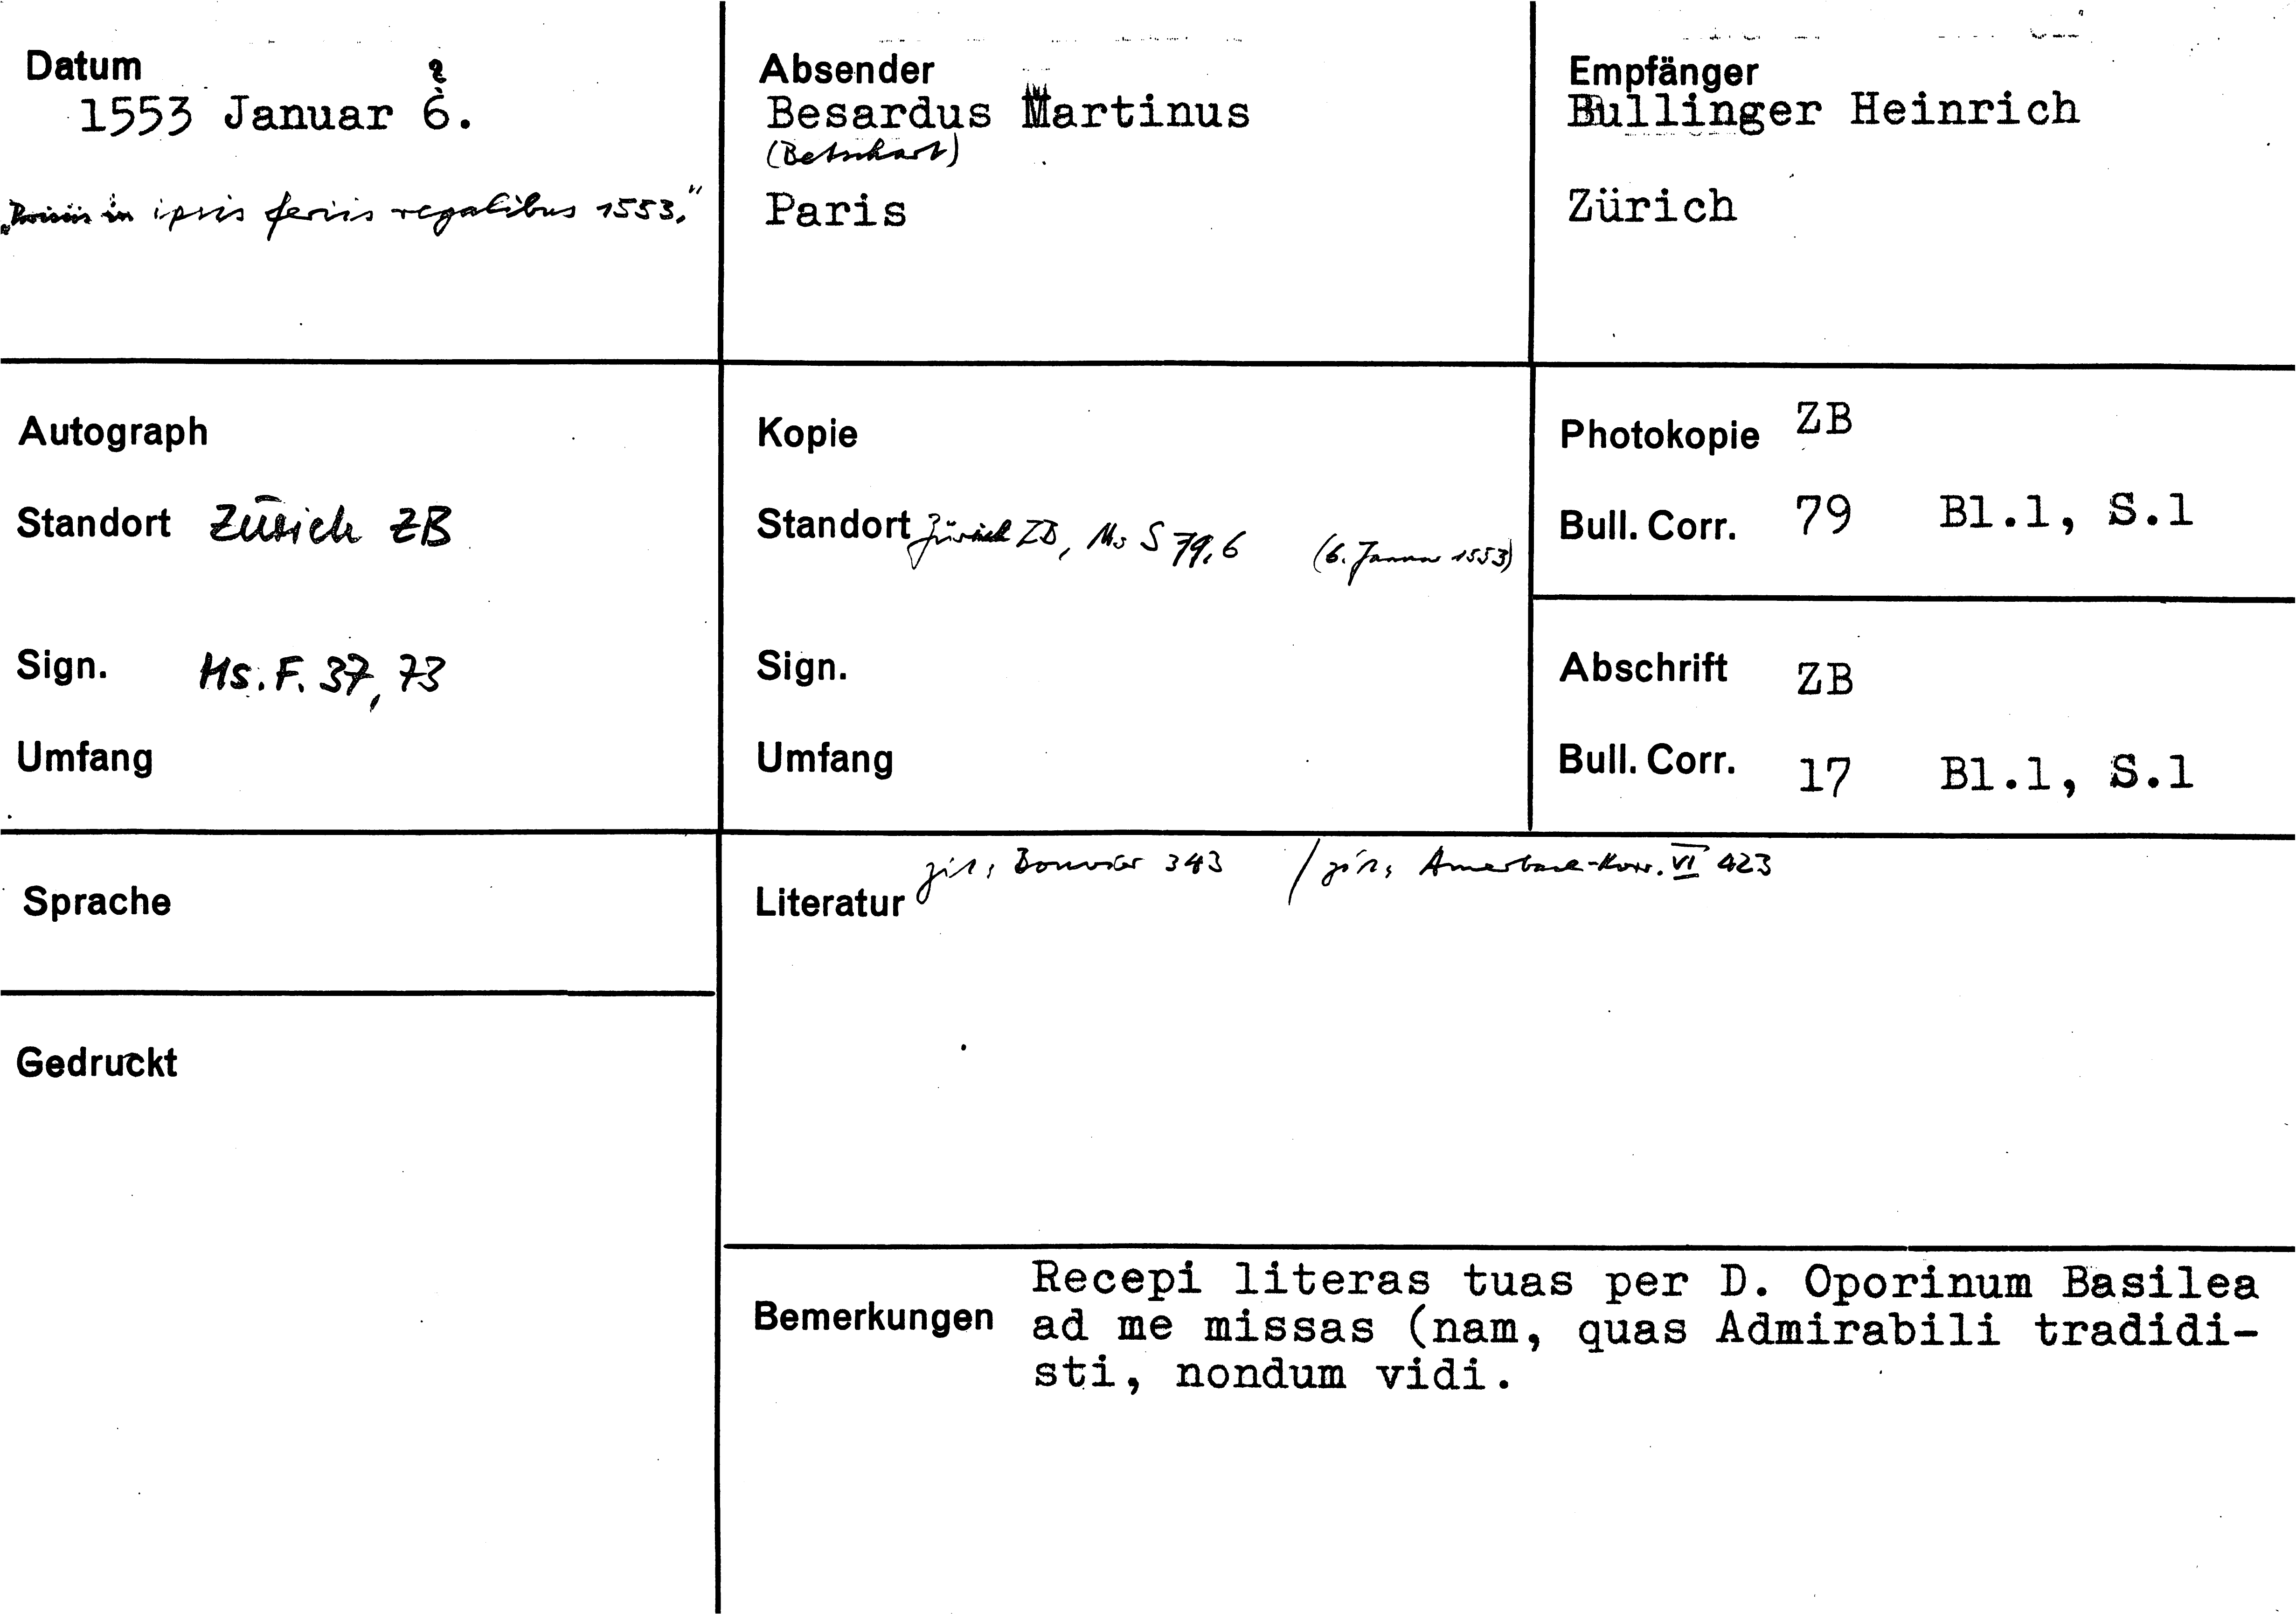 Datum
?
1553 Januar 6.
in ipsis feriis regalibus 1553."
Absender
Besardus Martinus
(Betschart)
Paris
Empfänger
Bullinger Heinrich
Zürich
Autograph
Standort Zürich ZB
Sign. Ms. F. 37, 73
Umfang
Kopie
Standort Zürich ZB, Ms S 79, 6 (6. Januar 1553)
Sign.
Umfang
Photokopie ZB
Bull. Corr. 79 Bl.1, S.1
Abschrift ZB
Bull. Corr. 17 Bl.1, S.1
Sprache
Gedruckt
Literatur zit.; Bouvier 343 / zit.; Amerbach-Korr. VI 423
Bemerkungen
Recepi literas tuas per D. Oporinum Basilea
ad me missas (nam, quas Admirabili tradidi-
sti, nondum vidi.